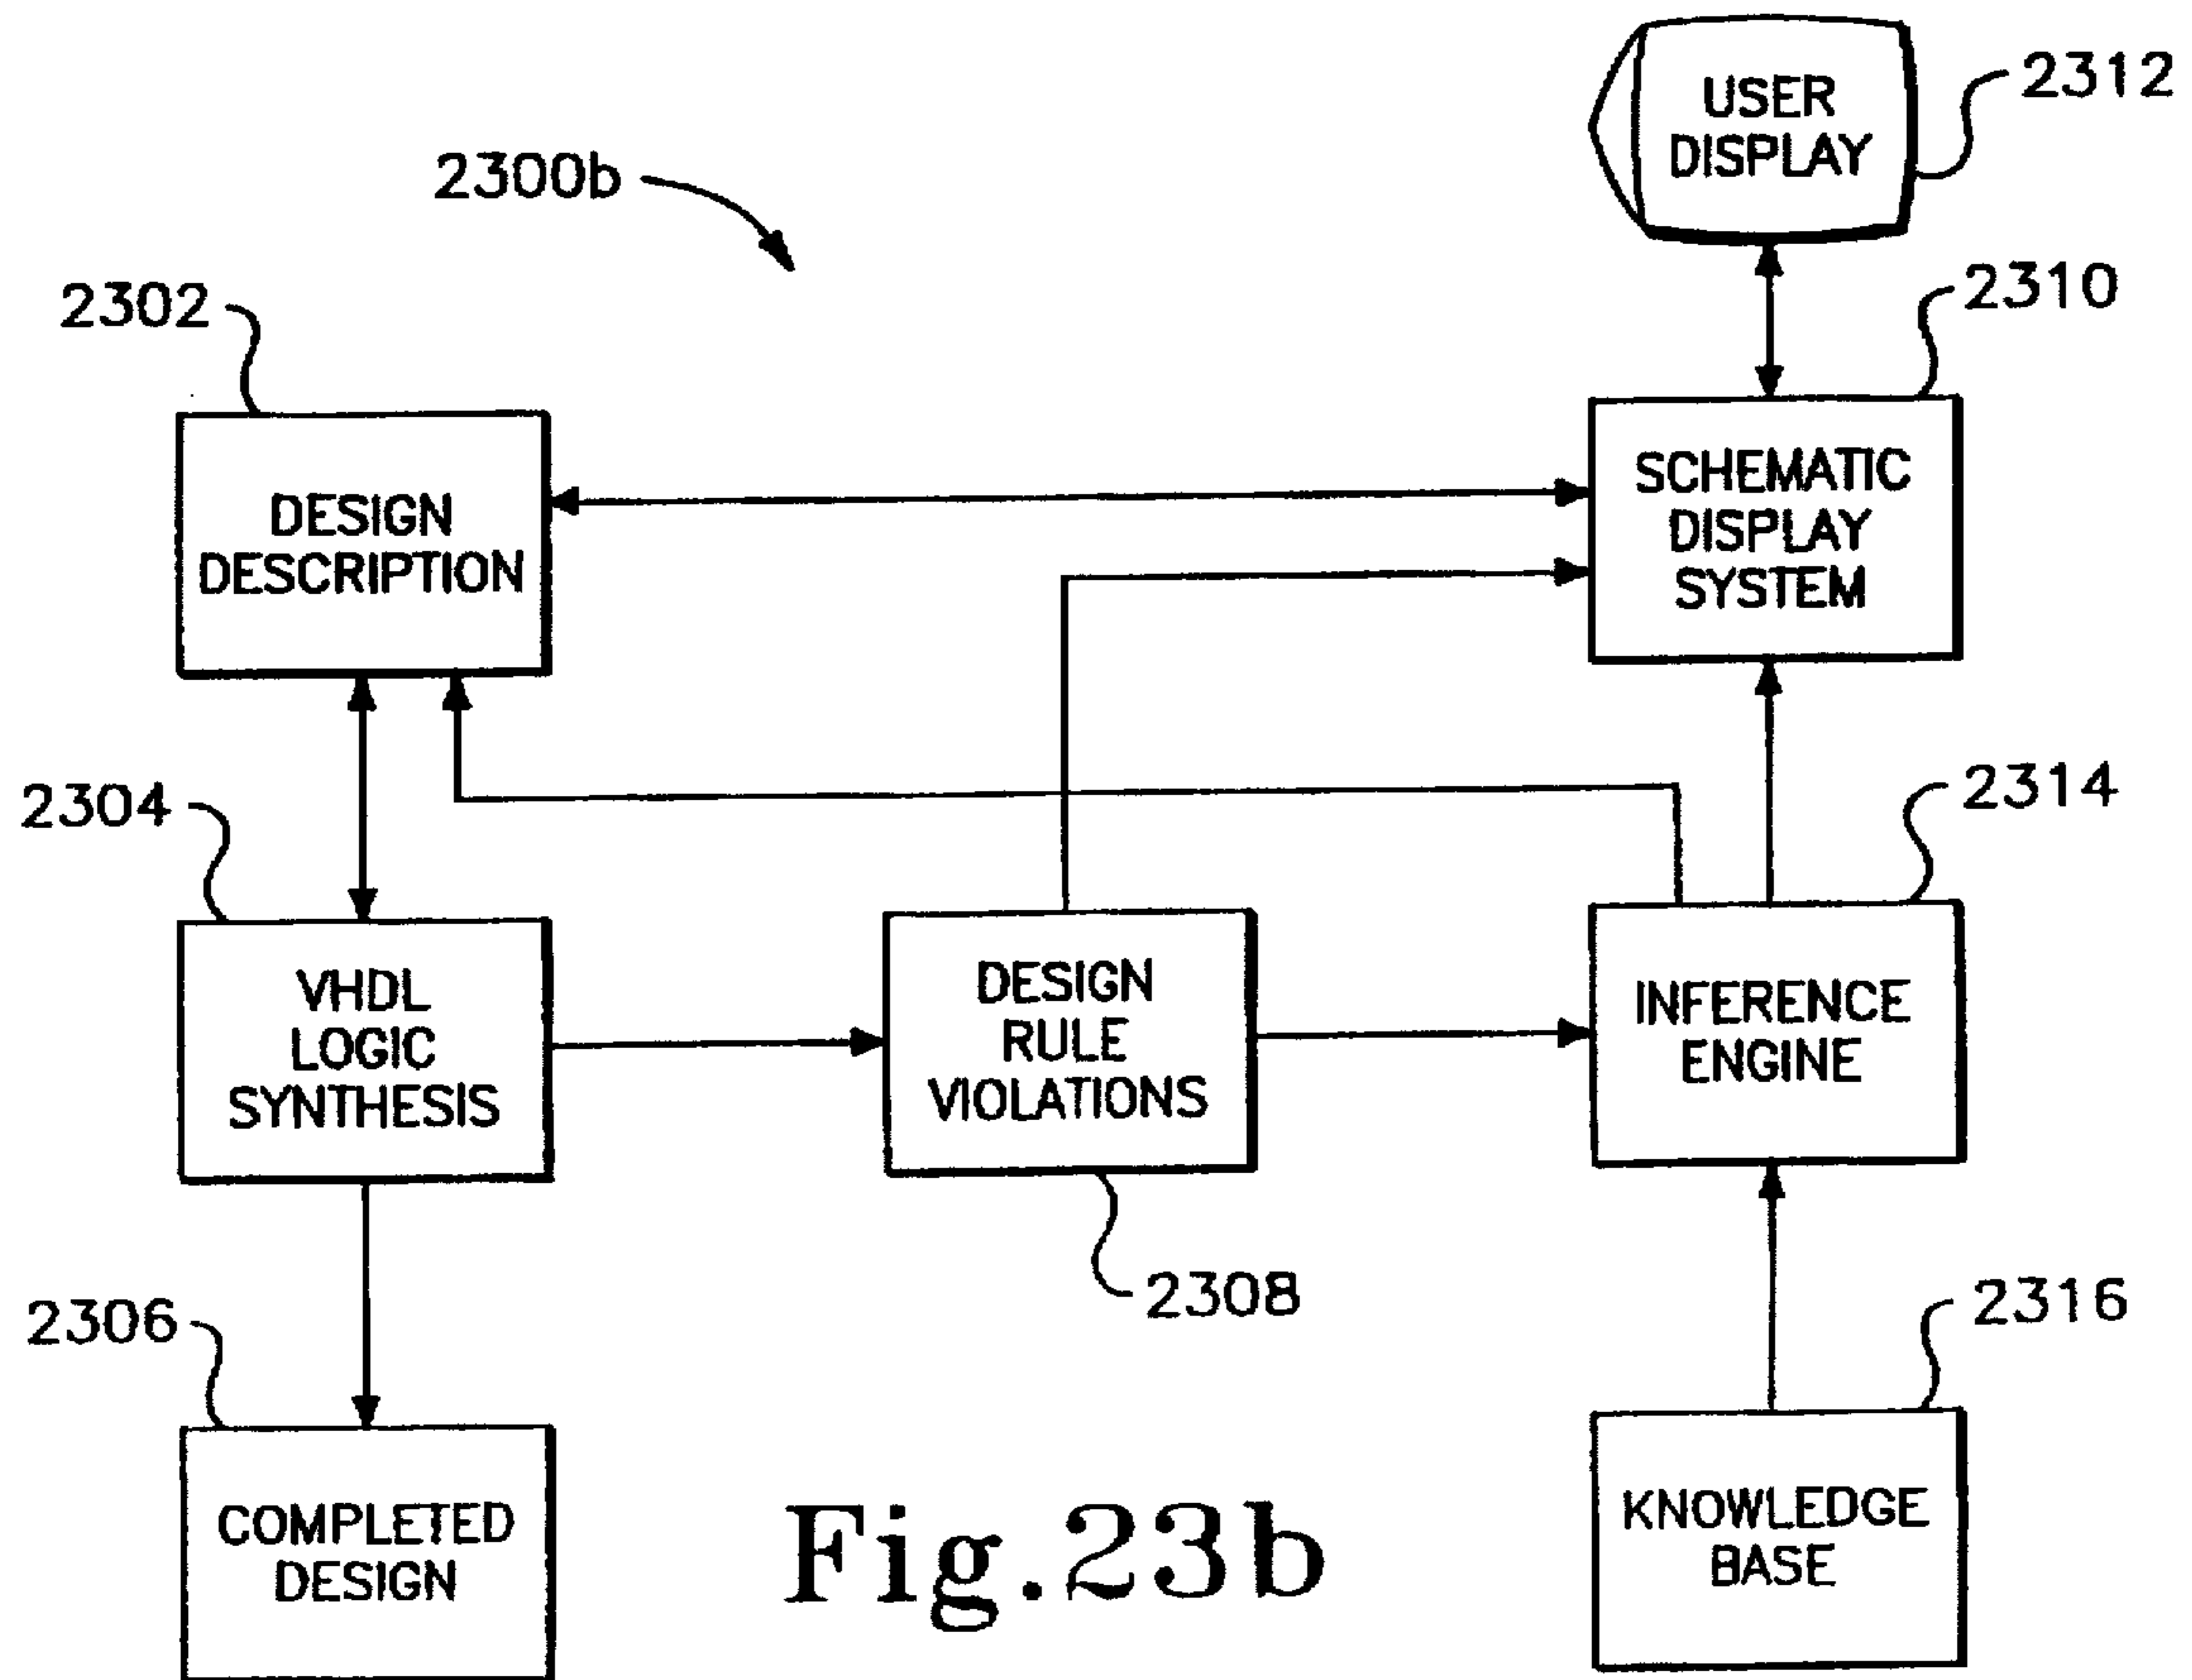 USER
DISPLAY
2312
2300b
2302
2310
DESIGN
DESCRIPTION
SCHEMATIC
DISPLAY
SYSTEM
2304
2314
VHDL
LOGIC
SYNTHESIS
DESIGN
RULE
VIOLATIONS
INFERENCE
ENGINE
2308
2306
2316
COMPLETED
DESIGN
KNOWLEDGE
BASE
Fig.23b